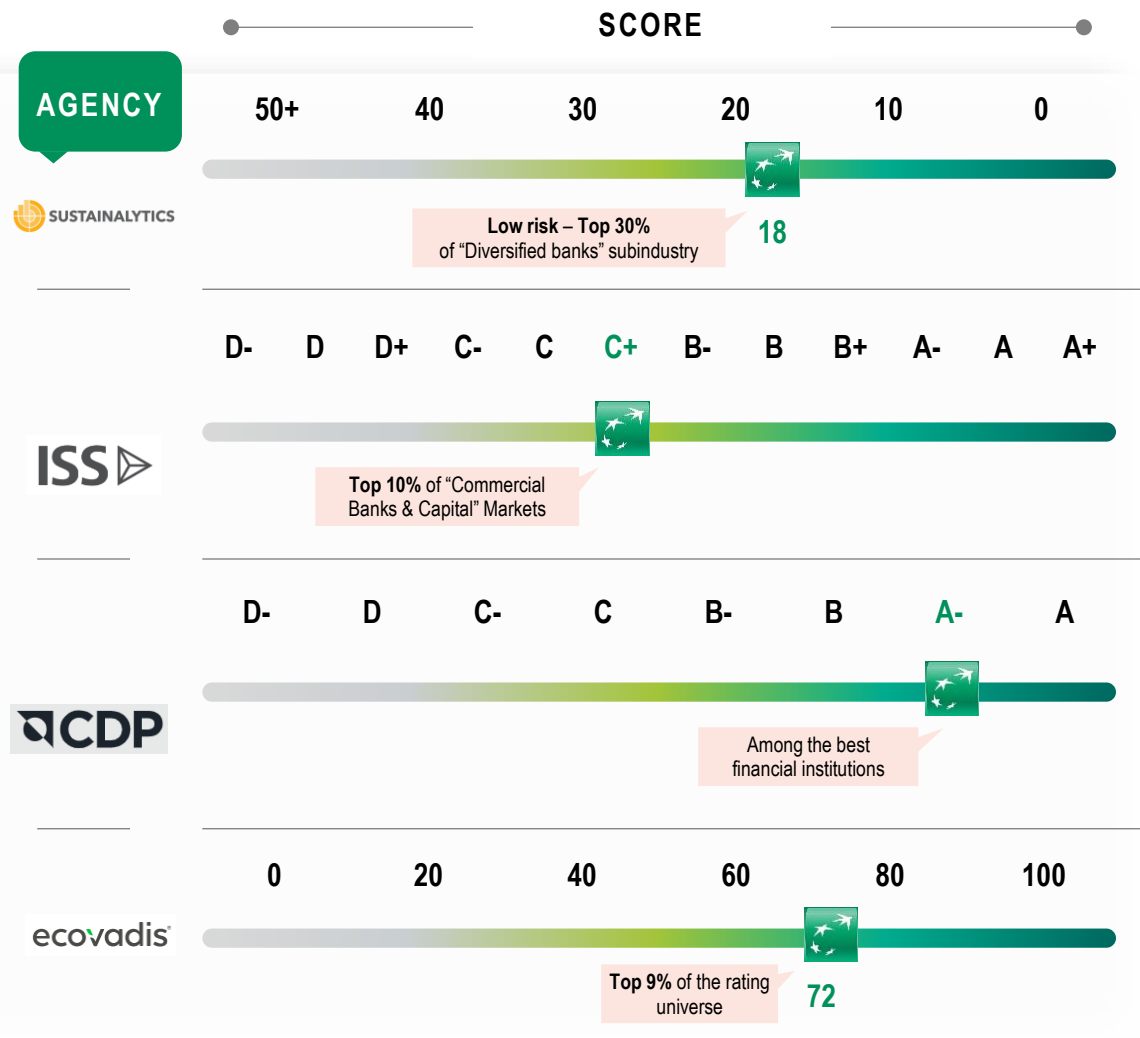 SCORE
AGENCY
50+ 40 30 20 10 0
SUSTAINALYTICS
Low risk – Top 30%
of “Diversified banks” subindustry
18
D- D D+ C- C C+ B- B B+ A- A A+
ISS
Top 10% of “Commercial
Banks & Capital” Markets
D- D C- C B- B A- A
CDP
Among the best
financial institutions
0 20 40 60 80 100
ecovadis
Top 9% of the rating
universe
72